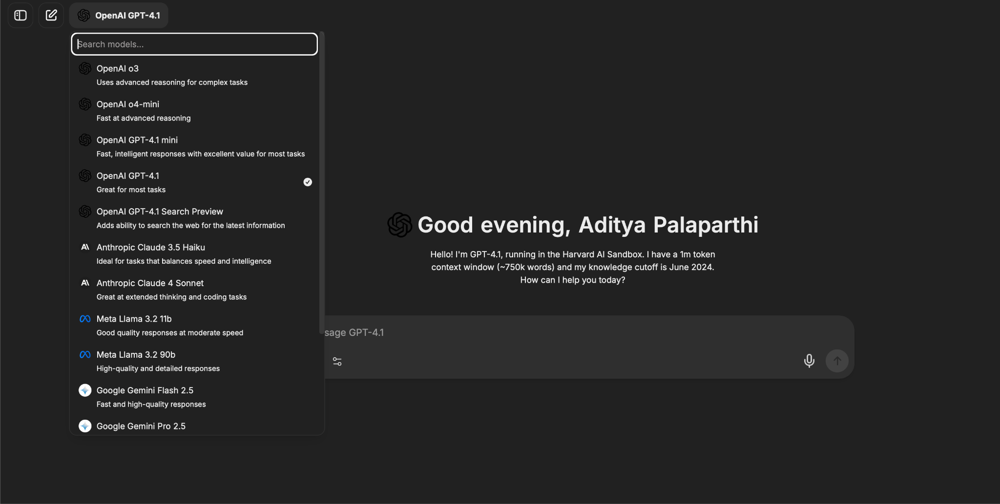 OpenAI GPT-4.1
Search models...
OpenAI o3
Uses advanced reasoning for complex tasks
OpenAI o4-mini
Fast at advanced reasoning
OpenAI GPT-4.1 mini
Fast, intelligent responses with excellent value for most tasks
OpenAI GPT-4.1
Great for most tasks
OpenAI GPT-4.1 Search Preview
Adds ability to search the web for the latest information
Anthropic Claude 3.5 Haiku
Ideal for tasks that balances speed and intelligence
Anthropic Claude 4 Sonnet
Great at extended thinking and coding tasks
Meta Llama 3.2 11b
Good quality responses at moderate speed
Meta Llama 3.2 90b
High-quality and detailed responses
Google Gemini Flash 2.5
Fast and high-quality responses
Google Gemini Pro 2.5
Good evening, Aditya Palaparthi
Hello! I'm GPT-4.1, running in the Harvard AI Sandbox. I have a 1m token
context window (~750k words) and my knowledge cutoff is June 2024.
How can I help you today?
sage GPT-4.1